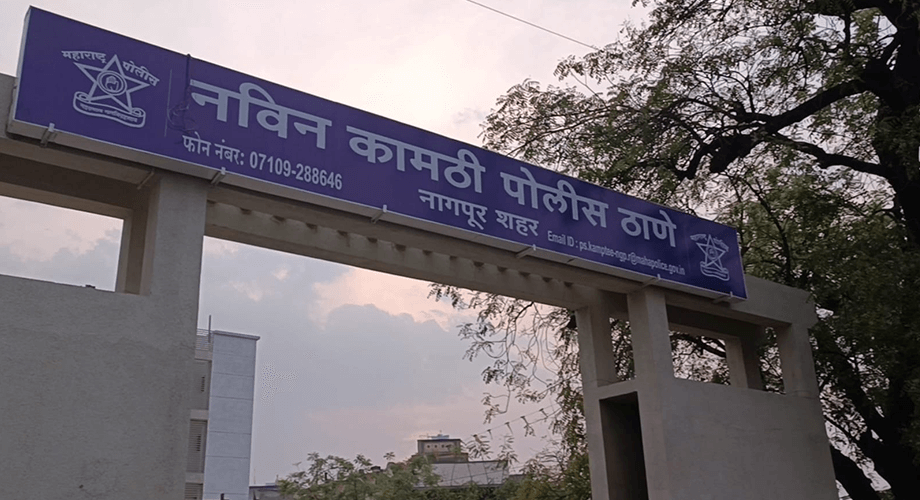 महाराष्ट्र पोलीस
नविन कामठी पोलीस ठाणे
फोन नंबर: 07109-288646
नागपूर शहर
Email ID : ps.kamptee-ngp.r@mahapolice.gov.in